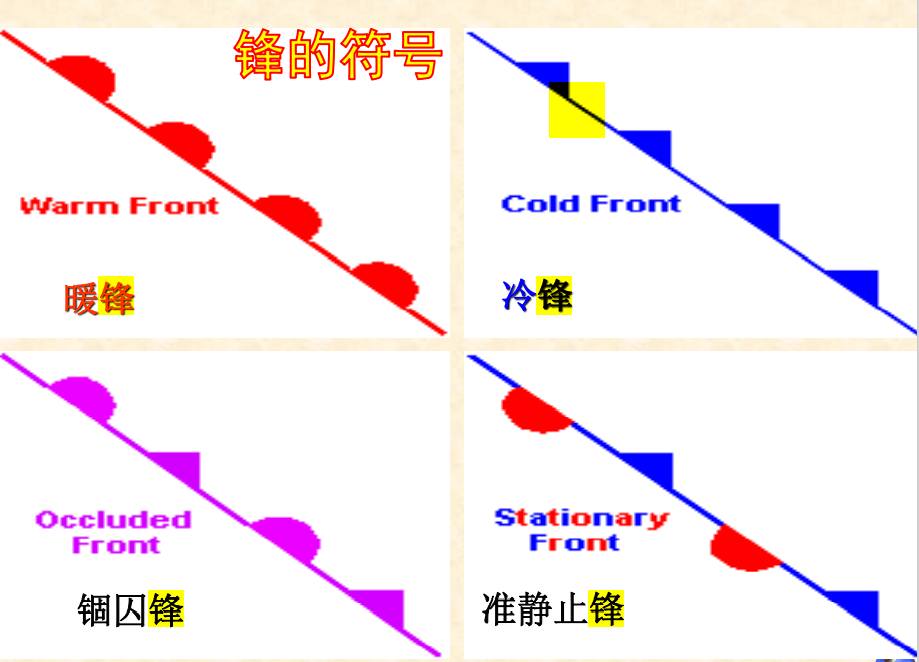 锋的符号
Warm Front
暖锋
Cold Front
冷锋
Occluded
Front
锢囚锋
Stationary
Front
准静止锋